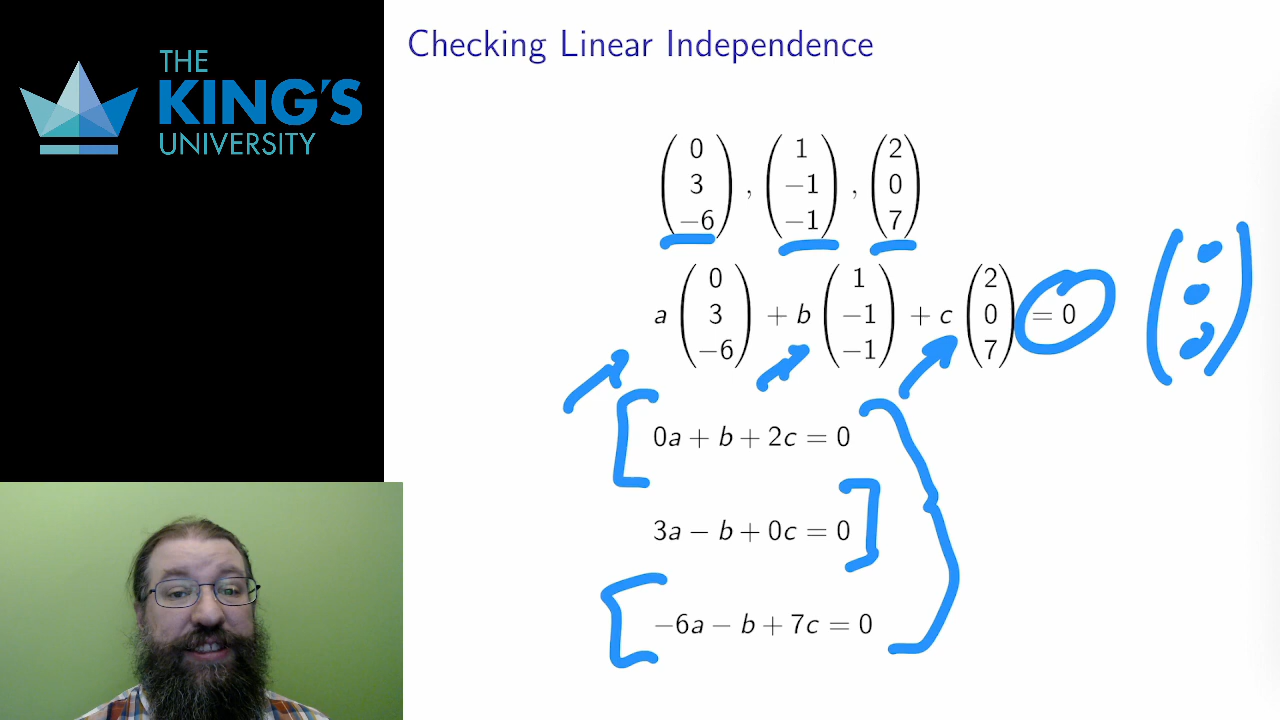 THE
KING'S
UNIVERSITY
Checking Linear Independence
(0 3 −6) , (1 −1 −1) , (2 0 7)
a (0 3 −6) + b (1 −1 −1) + c (2 0 7) = 0
0a + b + 2c = 0
3a − b + 0c = 0
−6a − b + 7c = 0